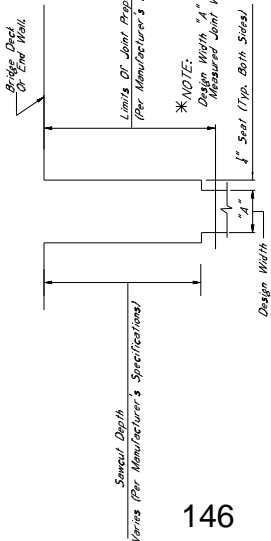 Bridge Deck
Or End Wall.
Limits Of Joint Prep
(Per Manufacturer's
*NOTE:
Design Width "A"
Measured Joint
Seat (Typ. Both Sides)
"A"
Design Width
Sawcut Depth
Varies (Per Manufacturer's Specifications)
146